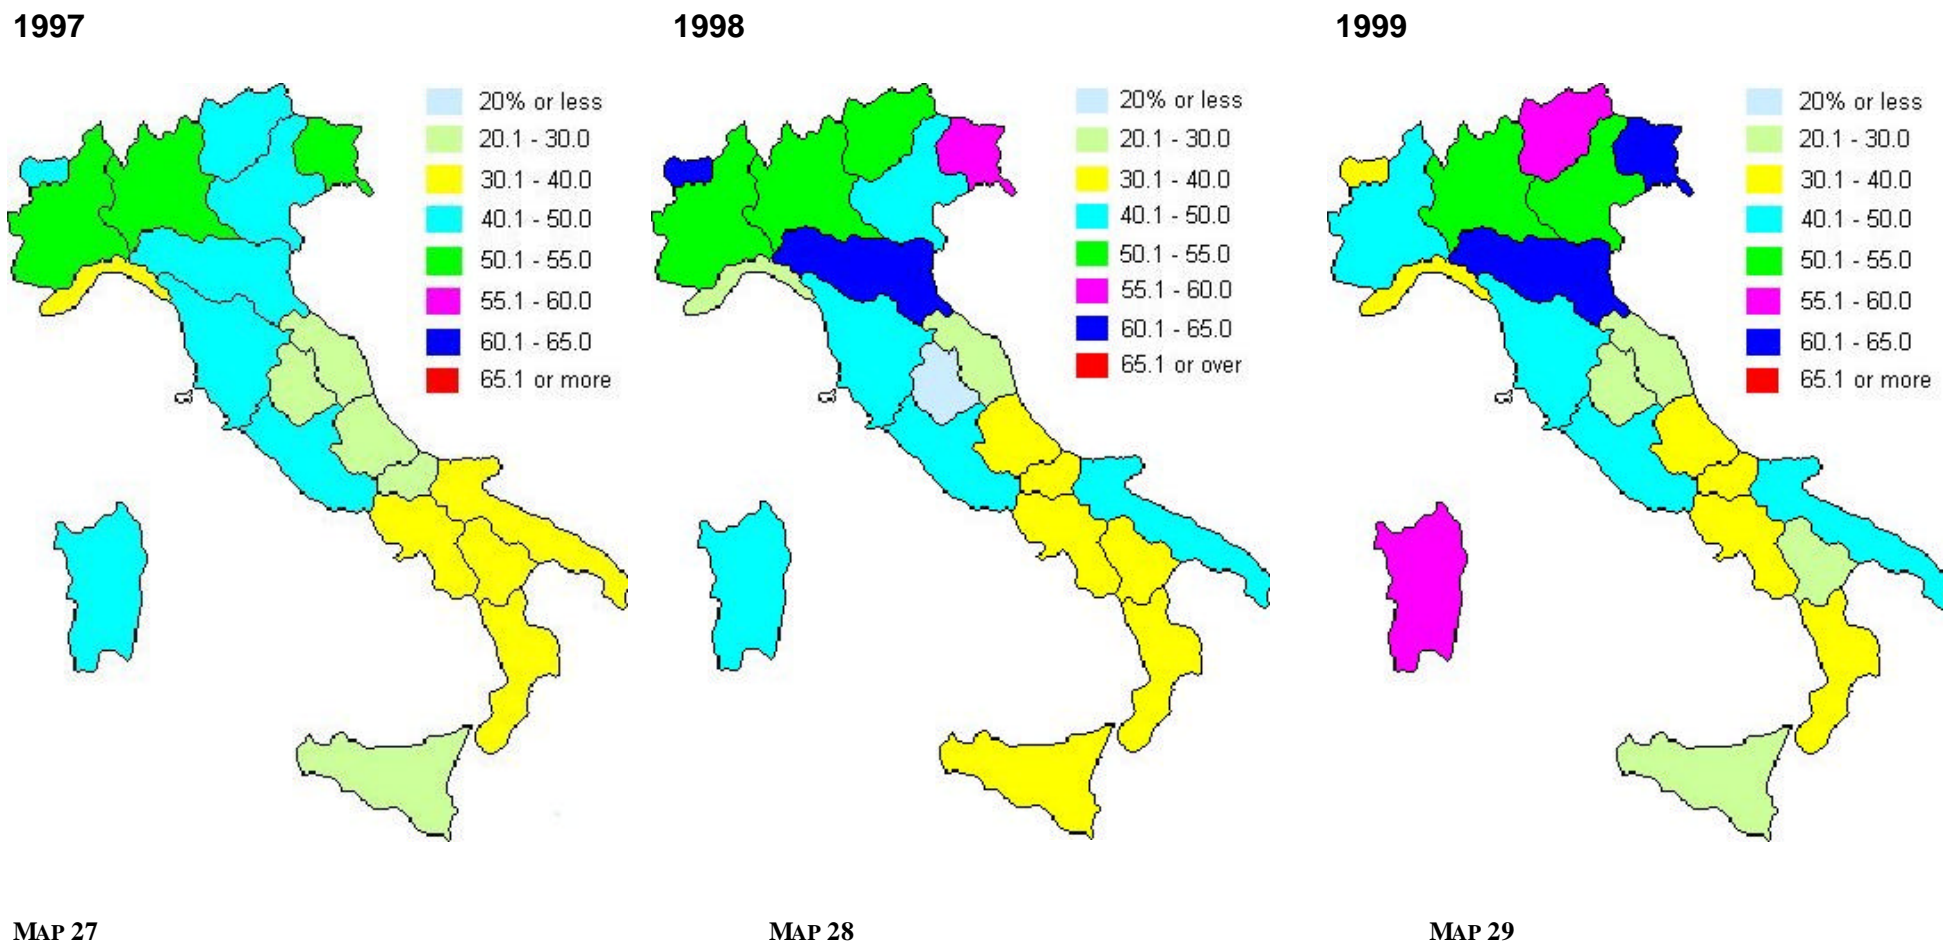 1997
20% or less
20.1 - 30.0
30.1 - 40.0
40.1 - 50.0
50.1 - 55.0
55.1 - 60.0
60.1 - 65.0
65.1 or more
MAP 27
1998
20% or less
20.1 - 30.0
30.1 - 40.0
40.1 - 50.0
50.1 - 55.0
55.1 - 60.0
60.1 - 65.0
65.1 or over
MAP 28
1999
20% or less
20.1 - 30.0
30.1 - 40.0
40.1 - 50.0
50.1 - 55.0
55.1 - 60.0
60.1 - 65.0
65.1 or more
MAP 29